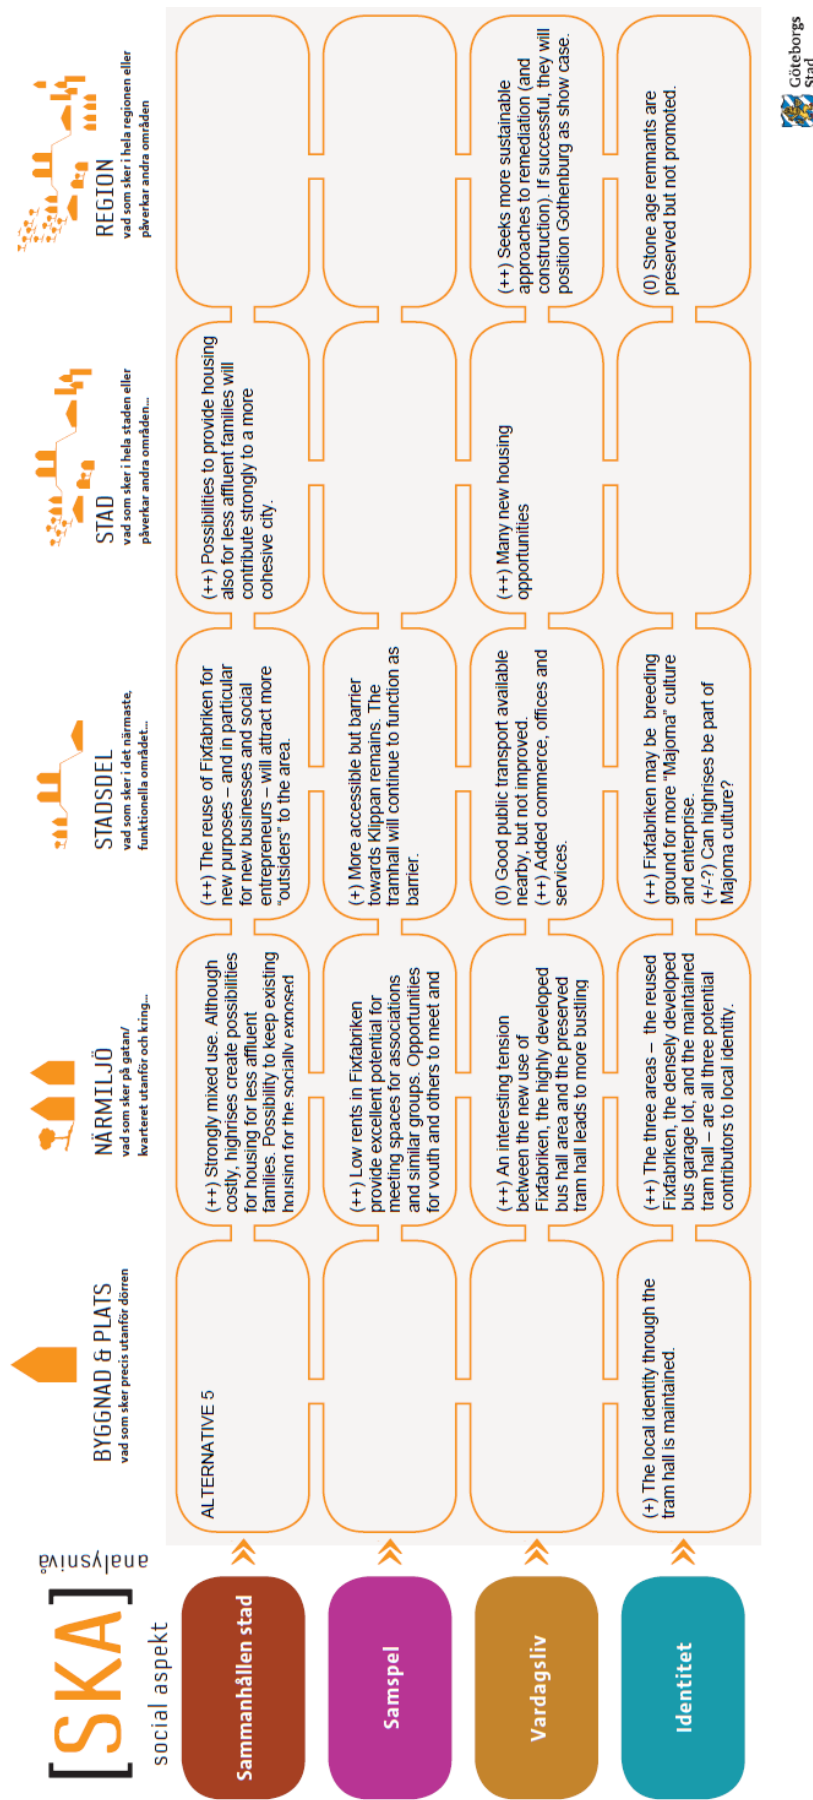 [SKA]
analysnivå
social aspekt
BYGGNAD & PLATS
vad som sker precis utanför dörren
NÄRMILJÖ
vad som sker på gatan/
kvarteret utanför och kring...
STADSDEL
vad som sker i det närmaste,
funktionella området...
STAD
vad som sker i hela staden eller
påverkar andra områden...
REGION
vad som sker i hela regionen eller
påverkar andra områden
Sammanhållen stad
ALTERNATIVE 5
(++) Strongly mixed use. Although
costly, highrises create possibilities
for housing for less affluent
families. Possibility to keep existing
housing for the socially exposed
(++) The reuse of Fixfabriken for
new purposes – and in particular
for new businesses and social
entrepreneurs – will attract more
“outsiders” to the area.
(++) Possibilities to provide housing
also for less affluent families will
contribute strongly to a more
cohesive city.
Samspel
(++) Low rents in Fixfabriken
provide excellent potential for
meeting spaces for associations
and similar groups. Opportunities
for youth and others to meet and
(+) More accessible but barrier
towards Klippan remains. The
tramhall will continue to function as
barrier.
Vardagsliv
(++) An interesting tension
between the new use of
Fixfabriken, the highly developed
bus hall area and the preserved
tram hall leads to more bustling
(0) Good public transport available
nearby, but not improved.
(++) Added commerce, offices and
services.
(++) Many new housing
opportunities
(++) Seeks more sustainable
approaches to remediation (and
construction). If successful, they will
position Gothenburg as show case.
Identitet
(+) The local identity through the
tram hall is maintained.
(++) The three areas – the reused
Fixfabriken, the densely developed
bus garage lot, and the maintained
tram hall – are all three potential
contributors to local identity.
(++) Fixfabriken may be breeding
ground for more “Majorna” culture
and enterprise.
(+/-?) Can highrises be part of
Majorna culture?
(0) Stone age remnants are
preserved but not promoted.
Göteborgs
Stad